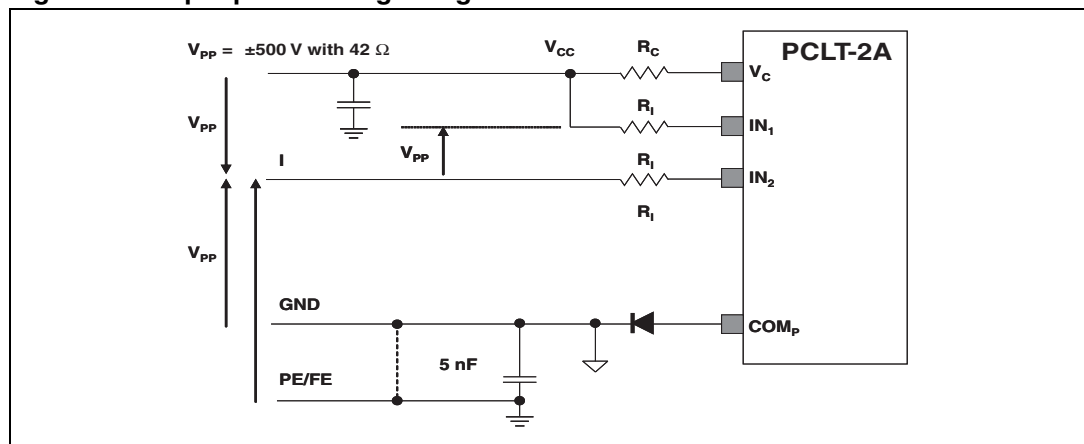 V_PP = ±500 V with 42 Ω
V_CC
R_C
PCLT-2A
V_C
V_PP
R_I
IN_1
V_PP
I
R_I
IN_2
R_I
V_PP
GND
COM_P
5 nF
PE/FE